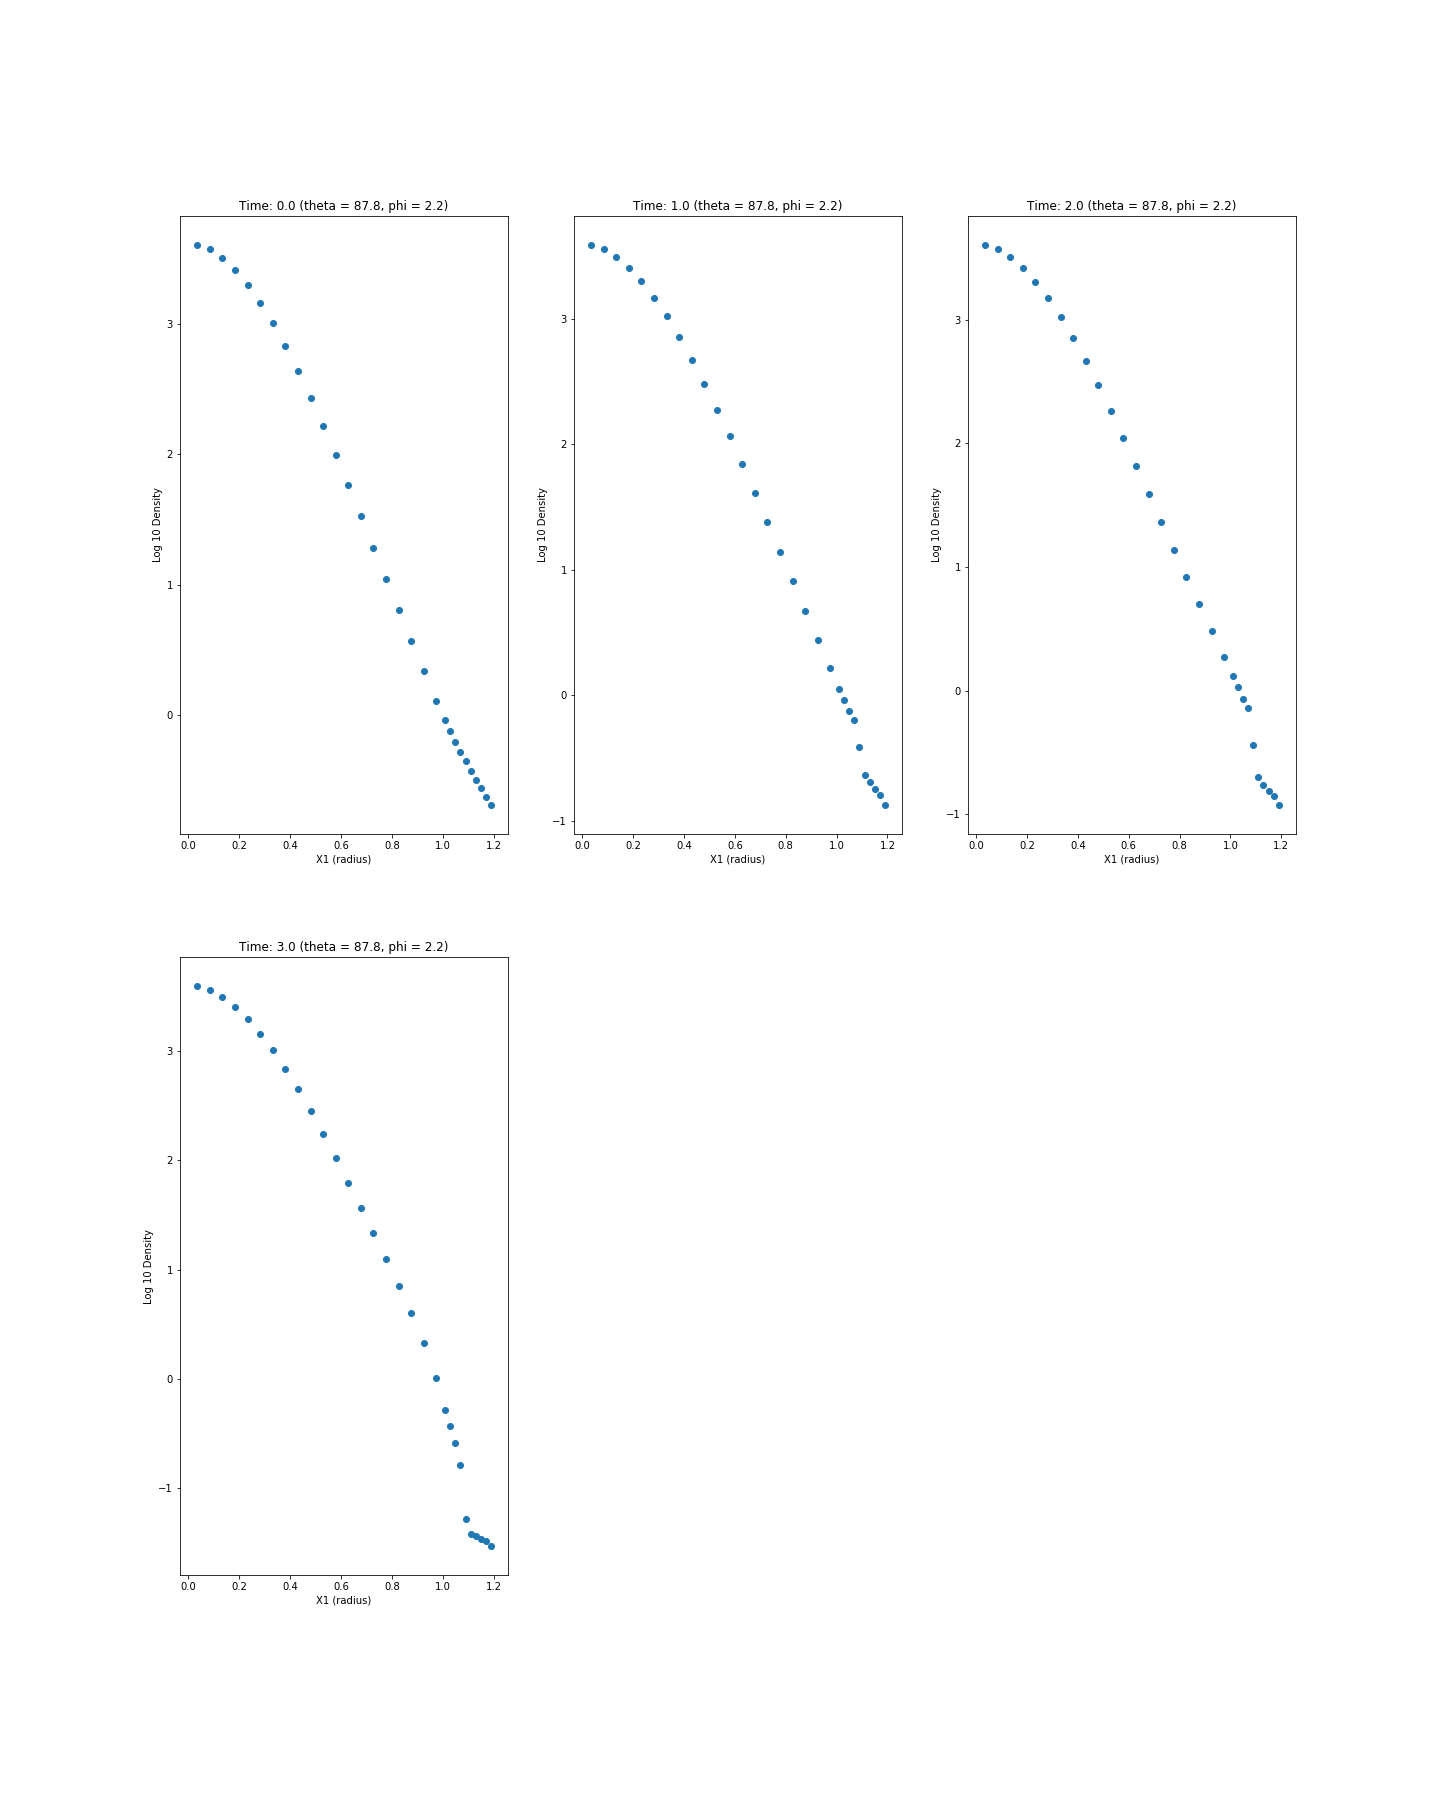 Time: 0.0 (theta = 87.8, phi = 2.2)
Time: 1.0 (theta = 87.8, phi = 2.2)
Time: 2.0 (theta = 87.8, phi = 2.2)
3
2
1
0
Log 10 Density
0.0 0.2 0.4 0.6 0.8 1.0 1.2
X1 (radius)
3
2
1
0
−1
Log 10 Density
0.0 0.2 0.4 0.6 0.8 1.0 1.2
X1 (radius)
3
2
1
0
−1
Log 10 Density
0.0 0.2 0.4 0.6 0.8 1.0 1.2
X1 (radius)
Time: 3.0 (theta = 87.8, phi = 2.2)
3
2
1
0
−1
Log 10 Density
0.0 0.2 0.4 0.6 0.8 1.0 1.2
X1 (radius)